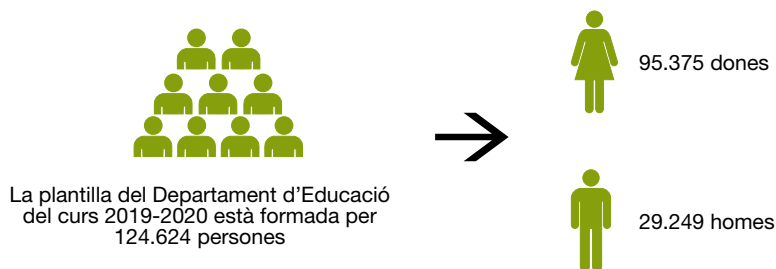 95.375 dones
La plantilla del Departament d’Educació
del curs 2019-2020 està formada per
124.624 persones
29.249 homes